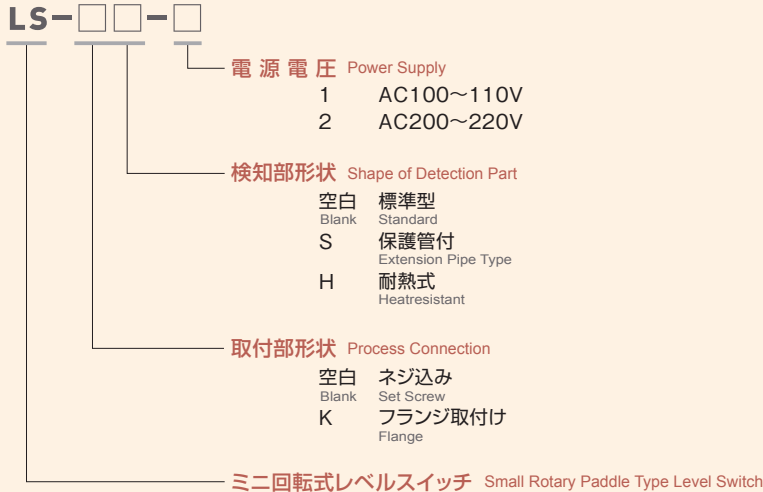 LS-□□-□
電源電圧 Power Supply
1 AC100～110V
2 AC200～220V
検知部形状 Shape of Detection Part
空白 標準型
Blank Standard
S 保護管付
Extension Pipe Type
H 耐熱式
Heatresistant
取付部形状 Process Connection
空白 ネジ込み
Blank Set Screw
K フランジ取付け
Flange
ミニ回転式レベルスイッチ Small Rotary Paddle Type Level Switch